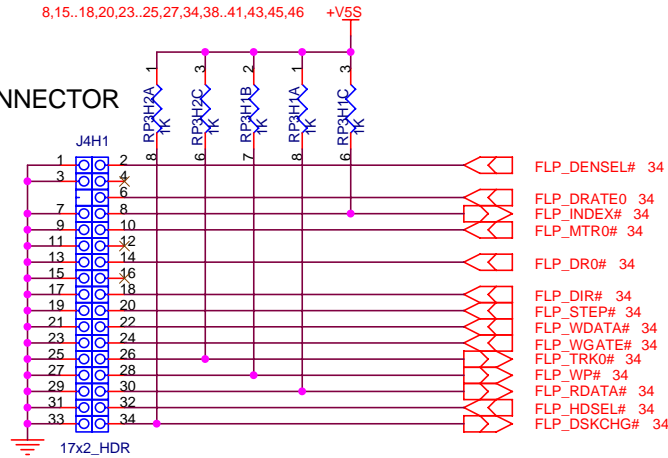 8,15..18,20,23..25,27,34,38..41,43,45,46 +V5S
NNECTOR
1 3 2 1 3
RP3H2A 1K RP3H2C 1K RP3H1B 1K RP3H1A 1K RP3H1C 1K
8 6 7 8 6
J4H1
1 2 FLP_DENSEL# 34
3 4
6 FLP_DRATE0 34
7 8 FLP_INDEX# 34
9 10 FLP_MTR0# 34
11 12
13 14 FLP_DR0# 34
15 16
17 18 FLP_DIR# 34
19 20 FLP_STEP# 34
21 22 FLP_WDATA# 34
23 24 FLP_WGATE# 34
25 26 FLP_TRK0# 34
27 28 FLP_WP# 34
29 30 FLP_RDATA# 34
31 32 FLP_HDSEL# 34
33 34 FLP_DSKCHG# 34
17x2_HDR